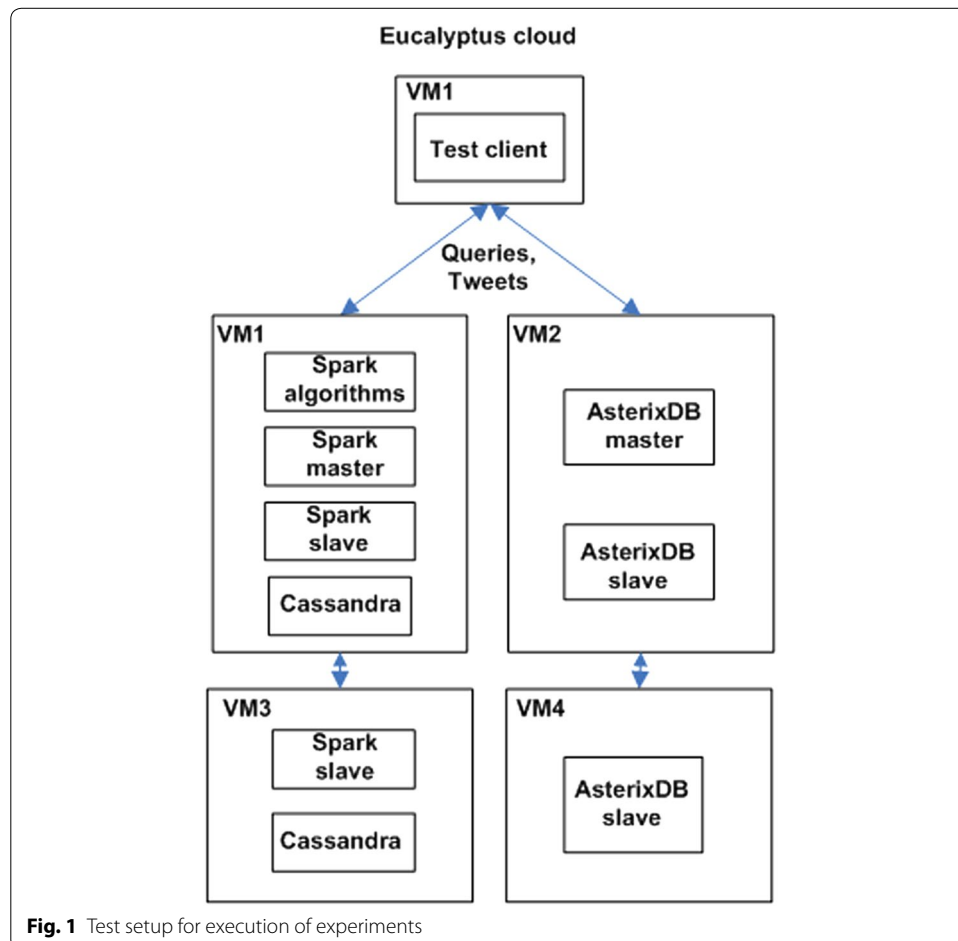 Eucalyptus cloud
VM1
Test client
Queries,
Tweets
VM1
Spark
algorithms
Spark
master
Spark
slave
Cassandra
VM2
AsterixDB
master
AsterixDB
slave
VM3
Spark
slave
Cassandra
VM4
AsterixDB
slave
Fig. 1 Test setup for execution of experiments